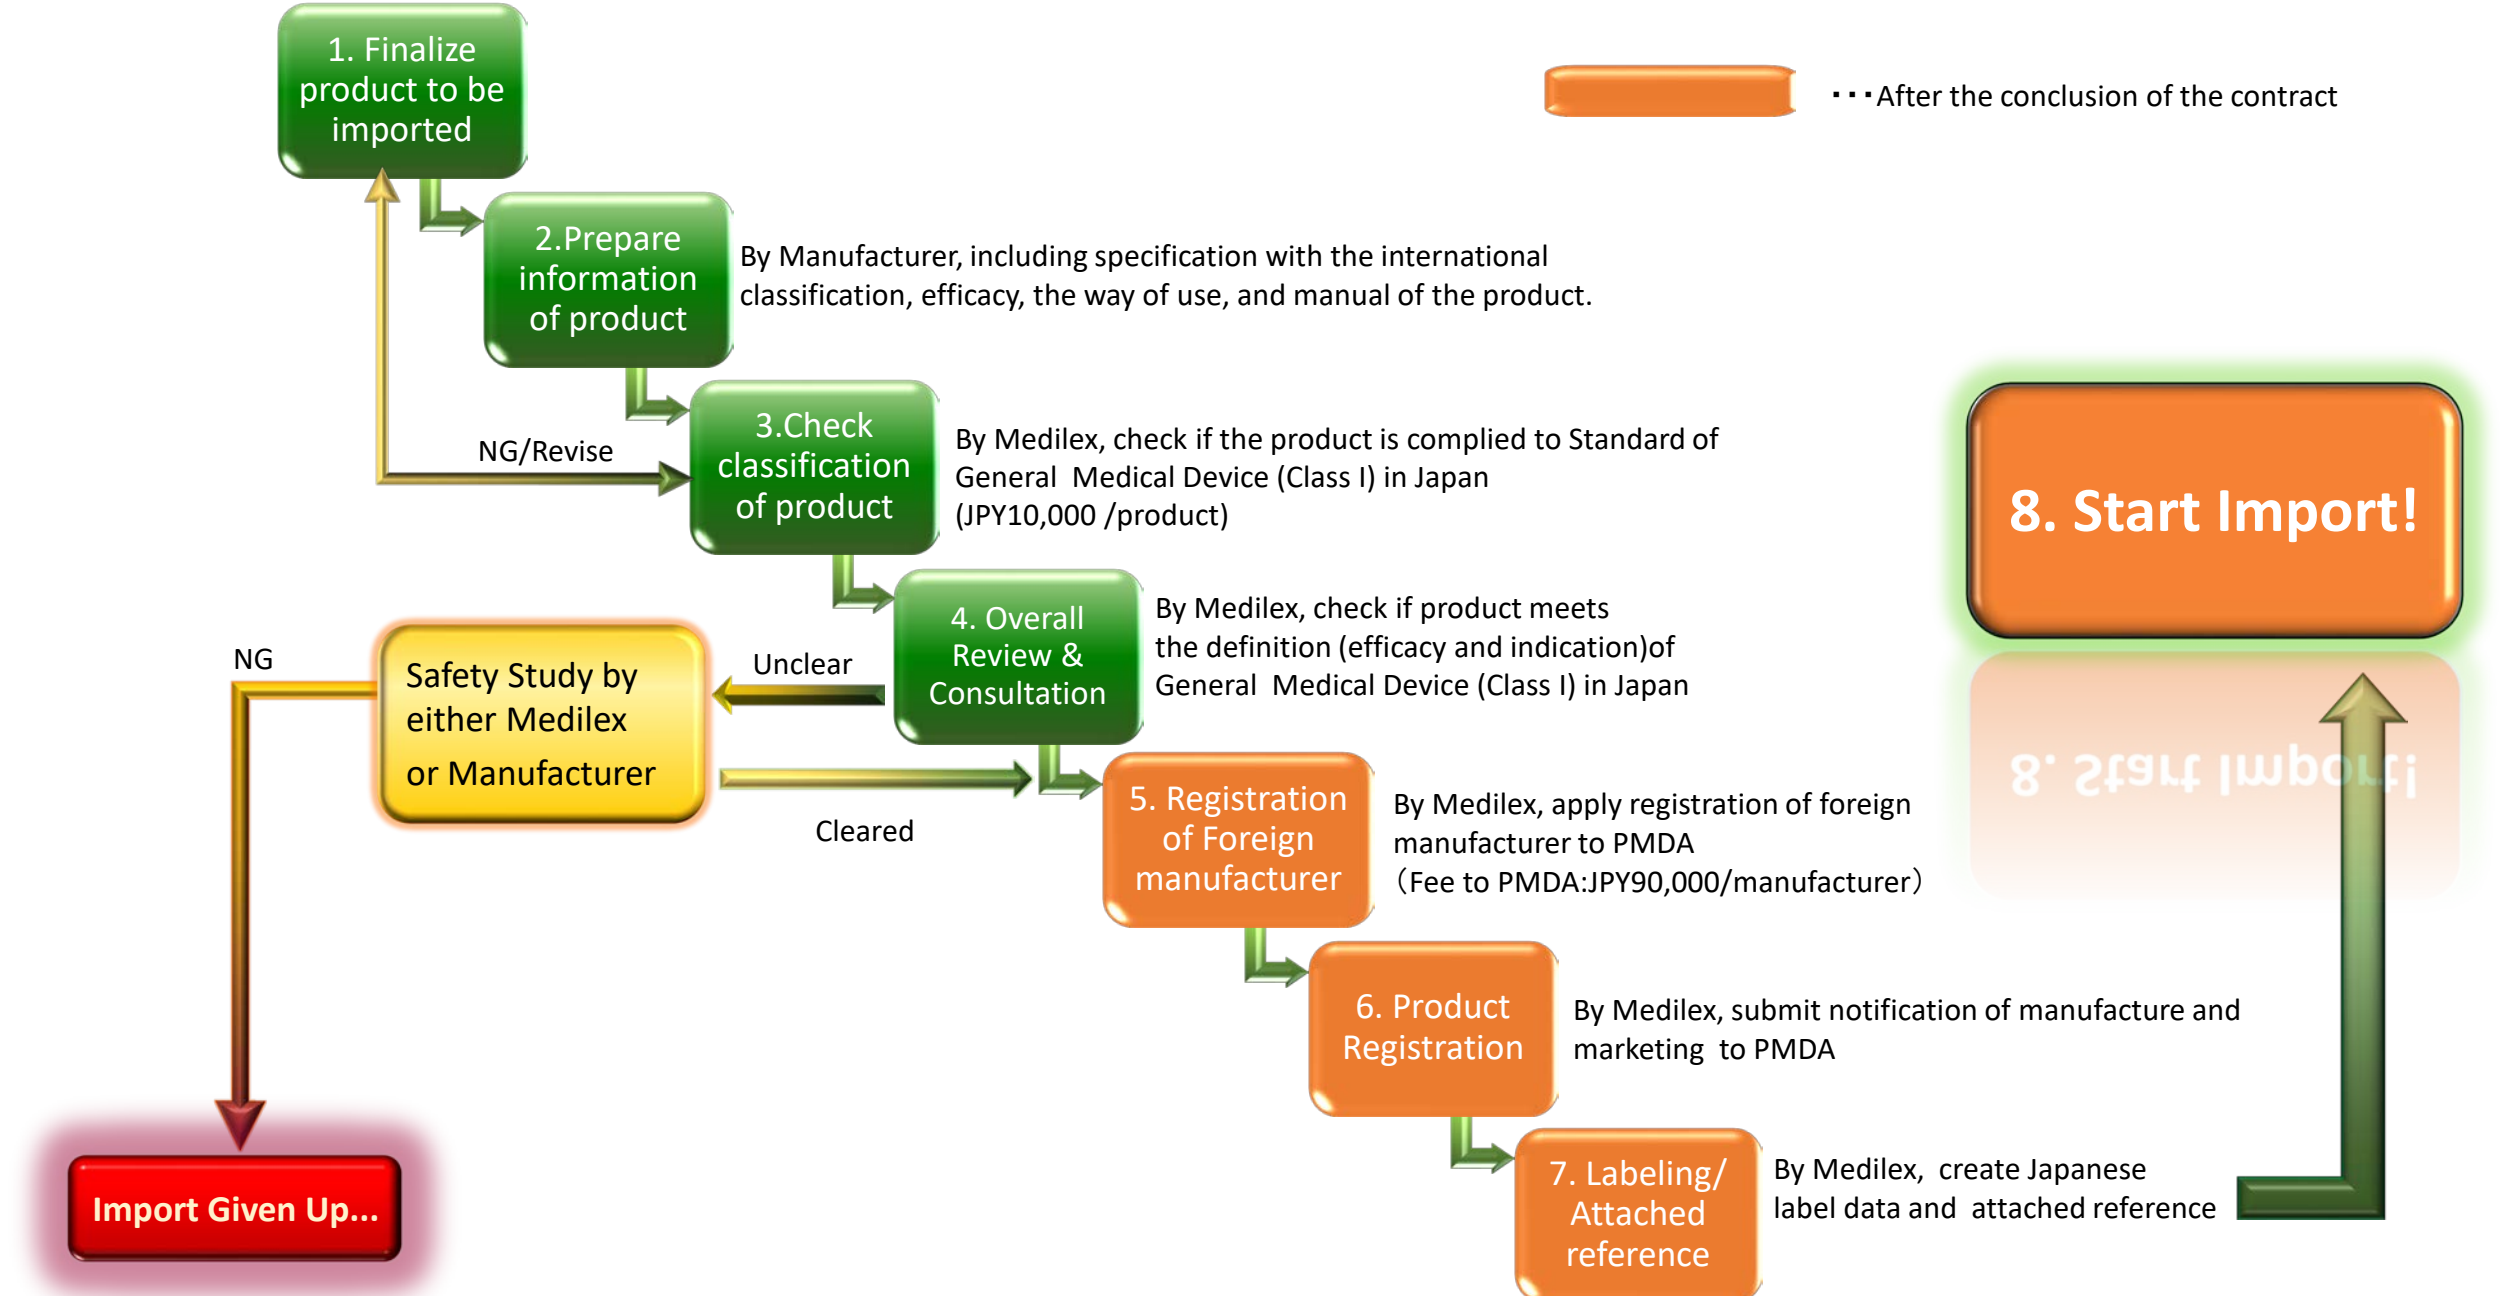 1. Finalize
product to be
imported
･･･After the conclusion of the contract
2.Prepare
information
of product
By Manufacturer, including specification with the international
classification, efficacy, the way of use, and manual of the product.
NG/Revise
3.Check
classification
of product
By Medilex, check if the product is complied to Standard of
General  Medical Device (Class I) in Japan
(JPY10,000 /product)
8. Start Import!
4. Overall
Review &
Consultation
By Medilex, check if product meets
the definition (efficacy and indication)of
General  Medical Device (Class I) in Japan
NG
Safety Study by
either Medilex
or Manufacturer
Unclear
Cleared
5. Registration
of Foreign
manufacturer
By Medilex, apply registration of foreign
manufacturer to PMDA
（Fee to PMDA:JPY90,000/manufacturer）
8. Start Import!
6. Product
Registration
By Medilex, submit notification of manufacture and
marketing  to PMDA
7. Labeling/
Attached
reference
By Medilex,  create Japanese
label data and  attached reference
Import Given Up...